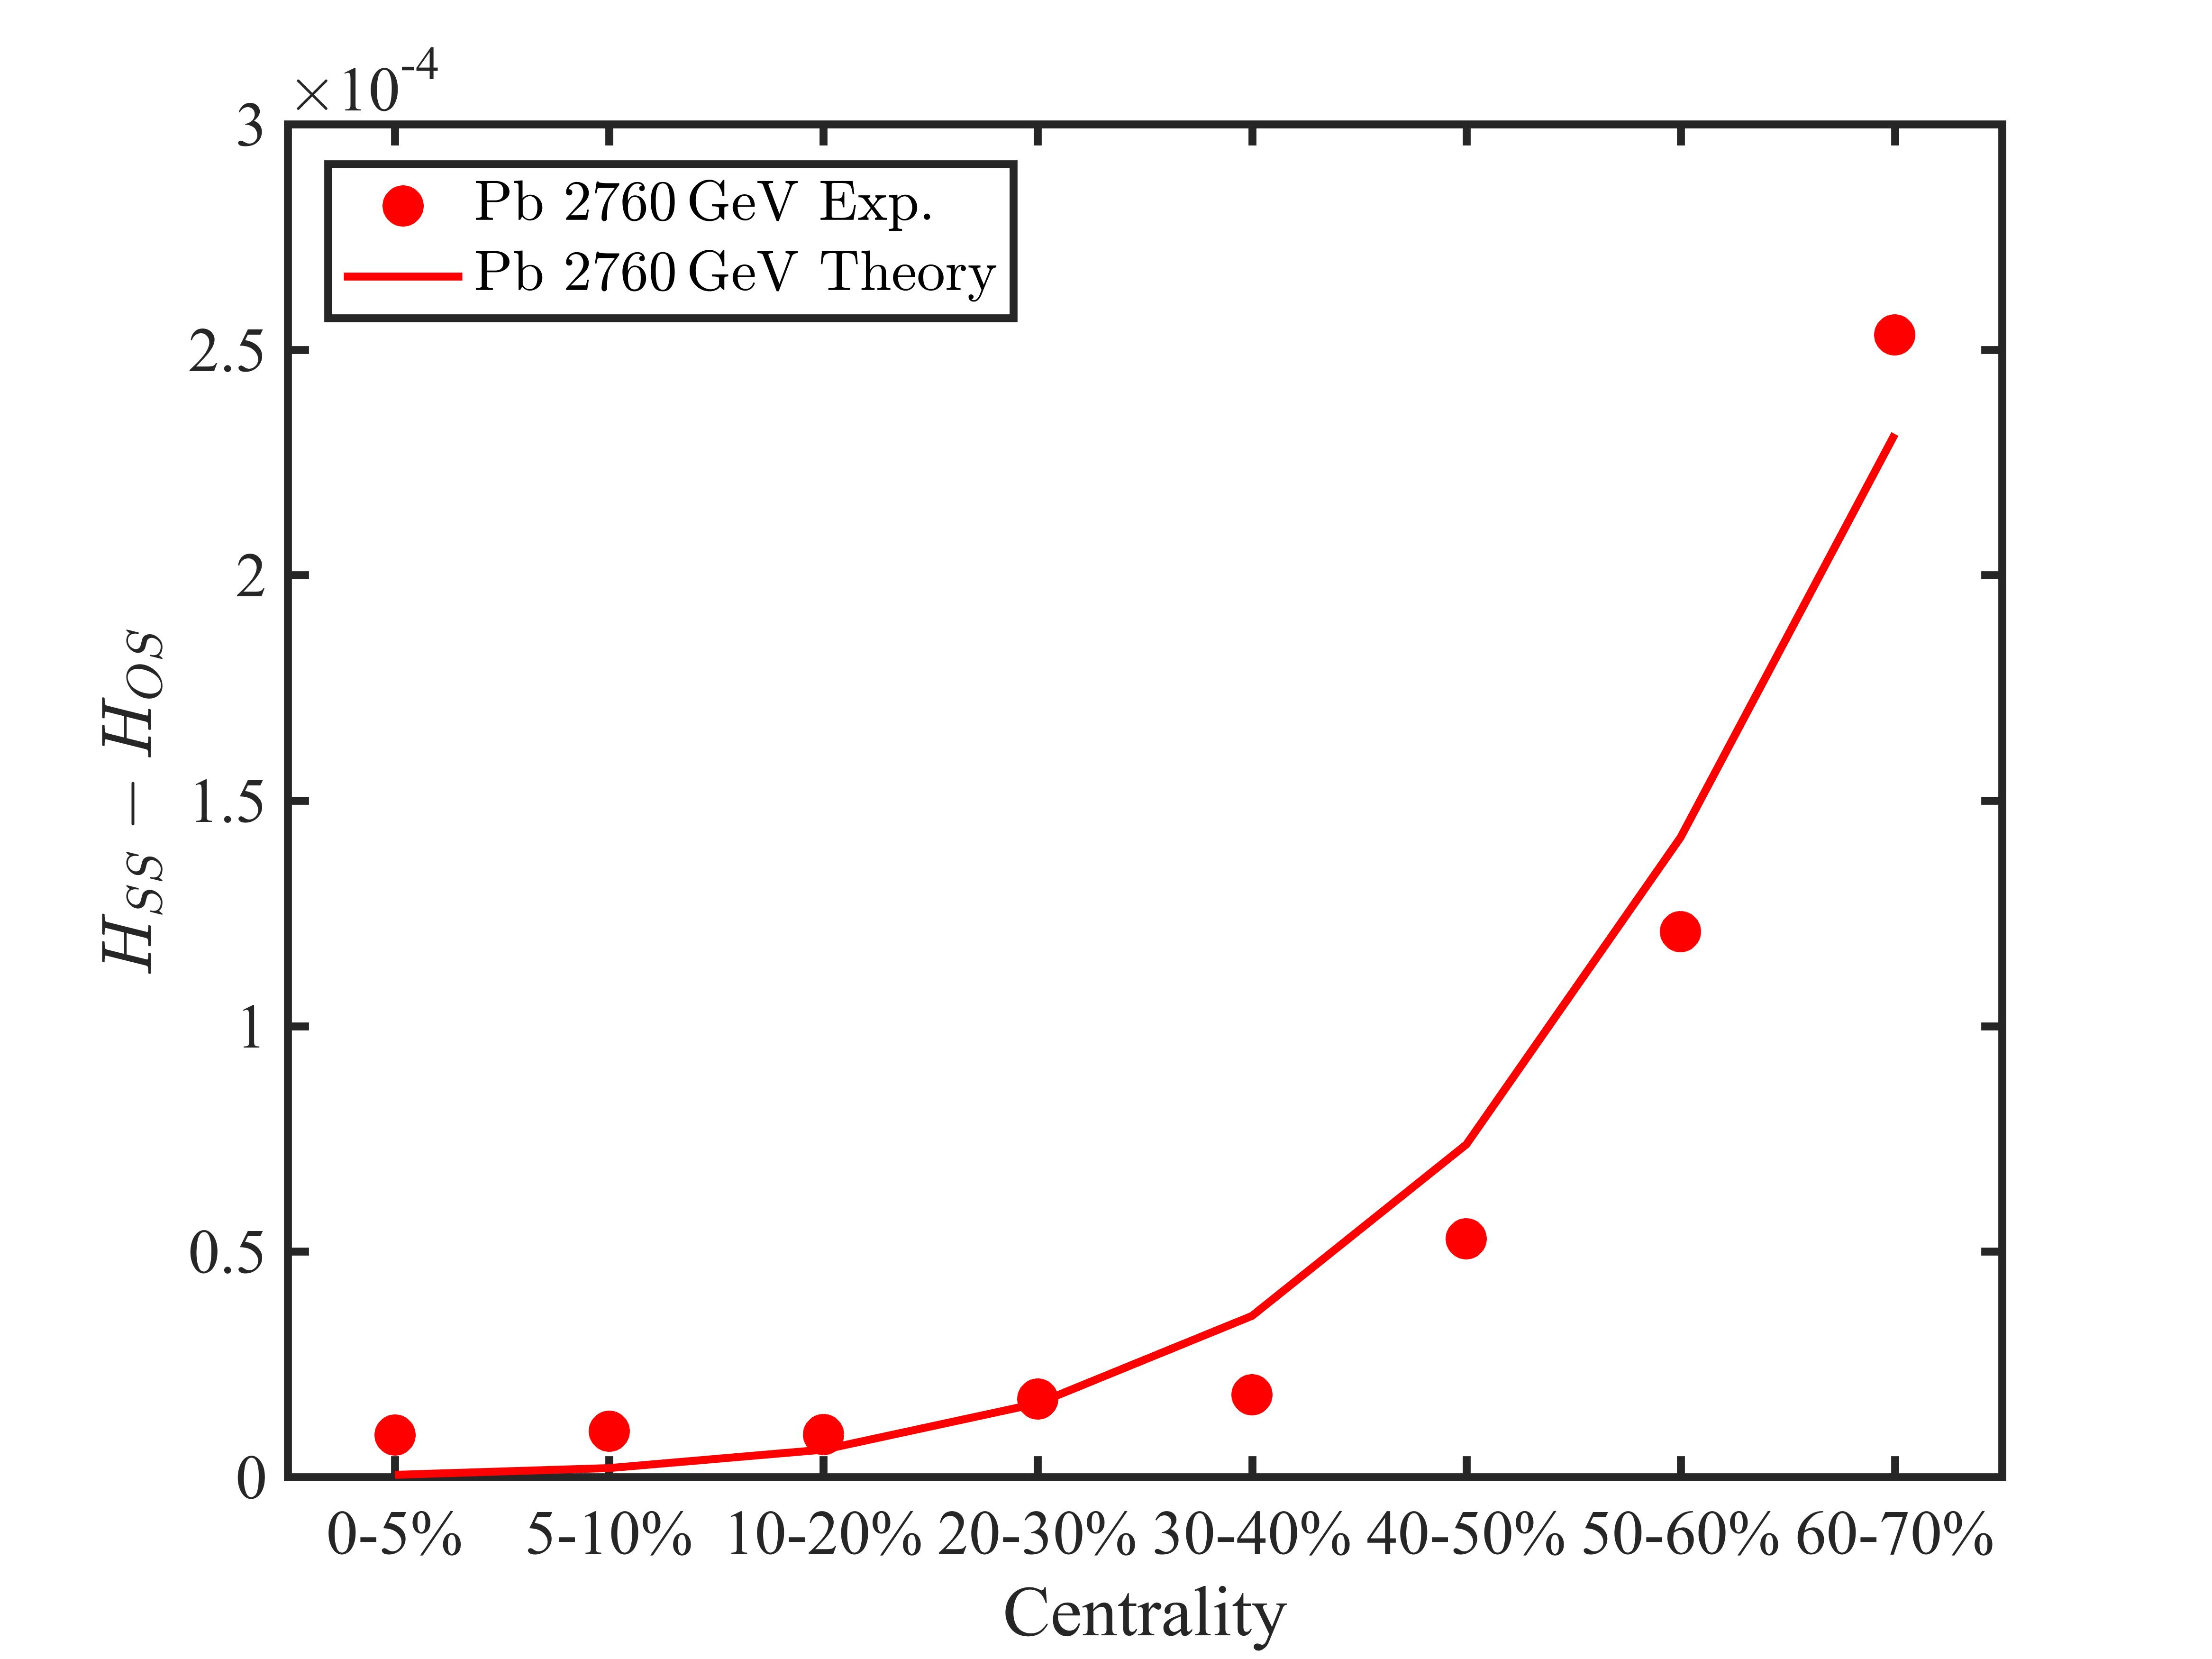 ×10^-4
3
Pb 2760 GeV Exp.
Pb 2760 GeV Theory
2.5
2
1.5
1
0.5
0
H_SS − H_OS
0-5% 5-10% 10-20% 20-30% 30-40% 40-50% 50-60% 60-70%
Centrality